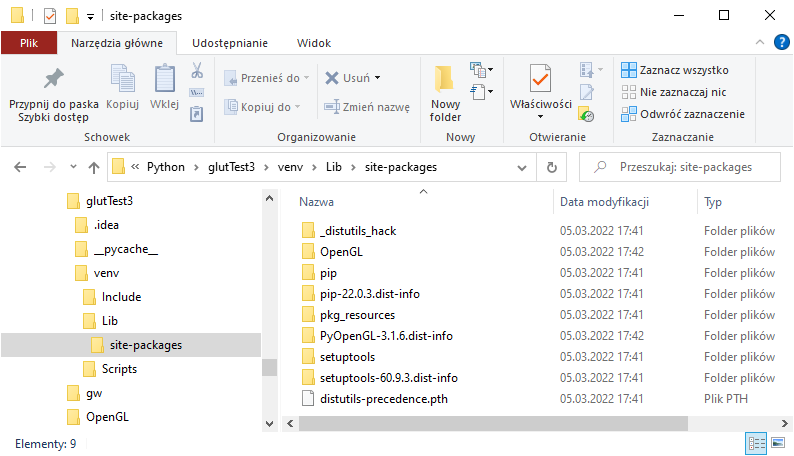 site-packages
Plik Narzędzia główne Udostępnianie Widok
Przypnij do paska Szybki dostęp
Kopiuj
Wklej
Schowek
Przenieś do
Kopiuj do
Usuń
Zmień nazwę
Organizowanie
Nowy folder
Nowy
Właściwości
Otwieranie
Zaznacz wszystko
Nie zaznaczaj nic
Odwróć zaznaczenie
Zaznaczanie
« Python > glutTest3 > venv > Lib > site-packages
Przeszukaj: site-packages
glutTest3
.idea
__pycache__
venv
Include
Lib
site-packages
Scripts
gw
OpenGL
Nazwa Data modyfikacji Typ
_distutils_hack 05.03.2022 17:41 Folder plików
OpenGL 05.03.2022 17:42 Folder plików
pip 05.03.2022 17:41 Folder plików
pip-22.0.3.dist-info 05.03.2022 17:41 Folder plików
pkg_resources 05.03.2022 17:41 Folder plików
PyOpenGL-3.1.6.dist-info 05.03.2022 17:42 Folder plików
setuptools 05.03.2022 17:41 Folder plików
setuptools-60.9.3.dist-info 05.03.2022 17:41 Folder plików
distutils-precedence.pth 05.03.2022 17:41 Plik PTH
Elementy: 9